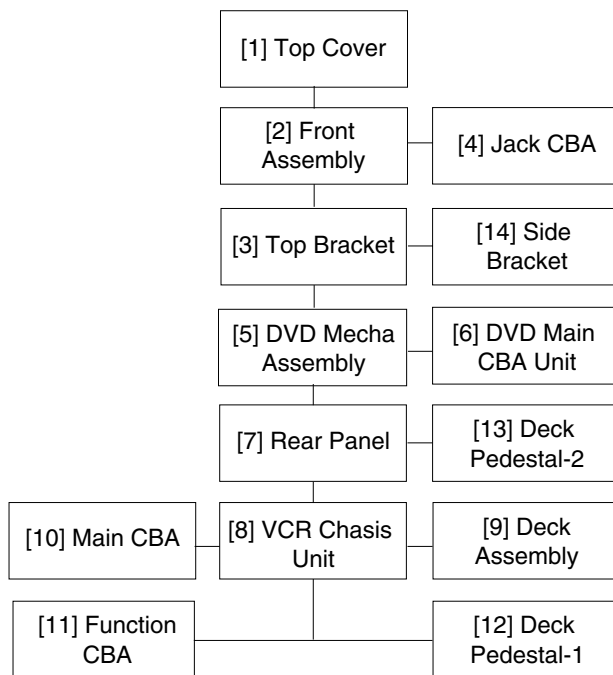 [1] Top Cover
[2] Front
Assembly
[4] Jack CBA
[3] Top Bracket
[14] Side
Bracket
[5] DVD Mecha
Assembly
[6] DVD Main
CBA Unit
[7] Rear Panel
[13] Deck
Pedestal-2
[10] Main CBA
[8] VCR Chasis
Unit
[9] Deck
Assembly
[11] Function
CBA
[12] Deck
Pedestal-1